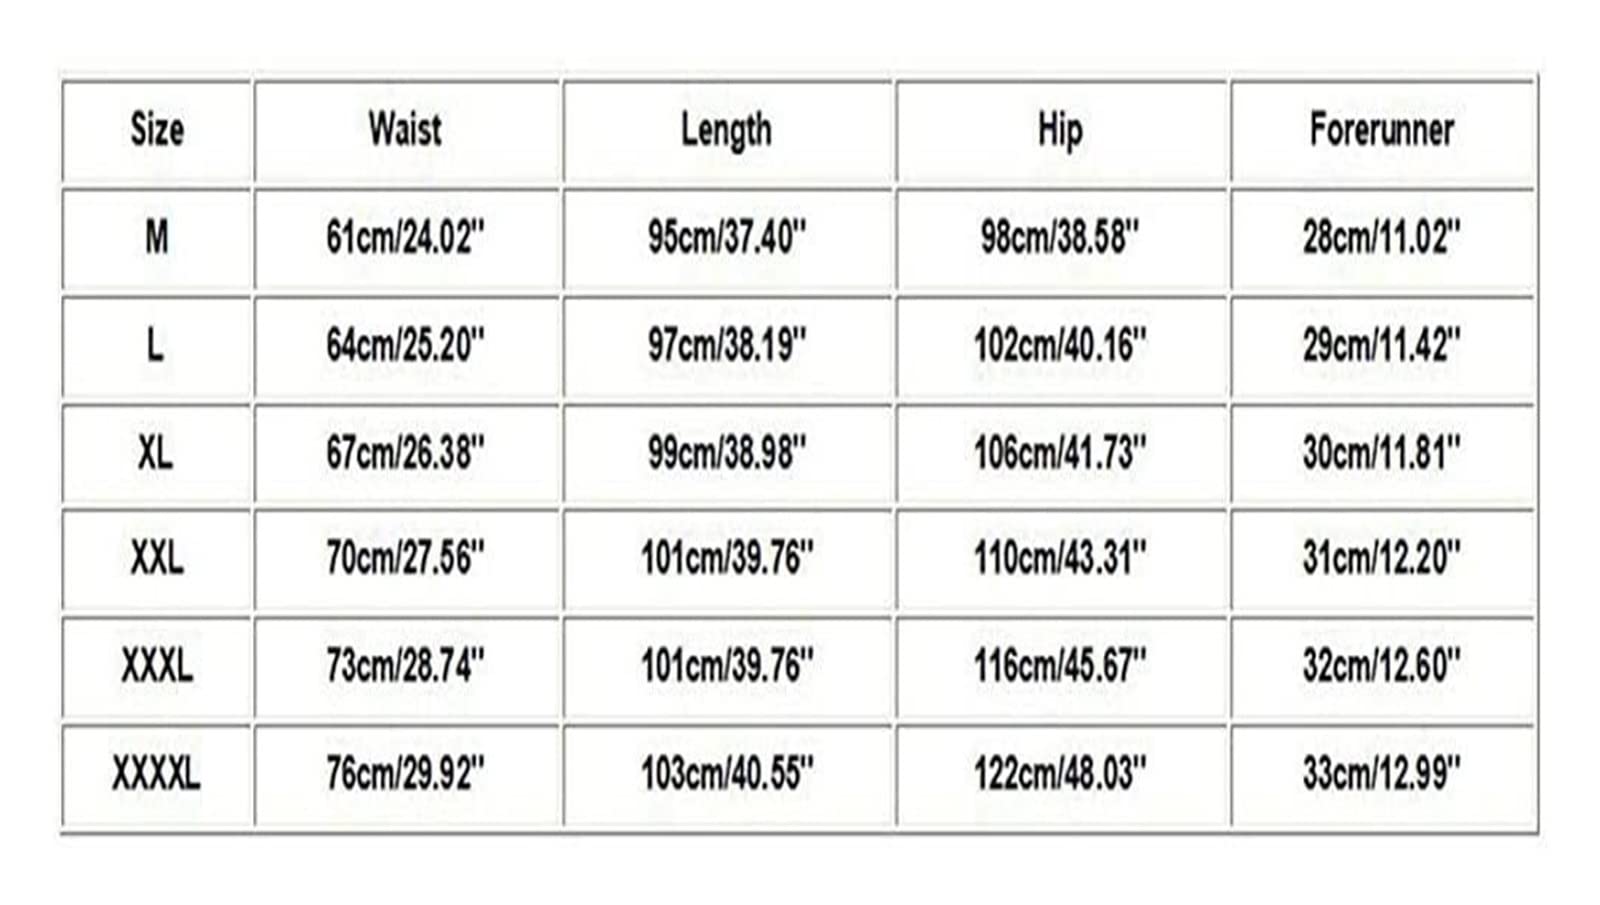 Size Waist Length Hip Forerunner
M 61cm/24.02" 95cm/37.40" 98cm/38.58" 28cm/11.02"
L 64cm/25.20" 97cm/38.19" 102cm/40.16" 29cm/11.42"
XL 67cm/26.38" 99cm/38.98" 106cm/41.73" 30cm/11.81"
XXL 70cm/27.56" 101cm/39.76" 110cm/43.31" 31cm/12.20"
XXXL 73cm/28.74" 101cm/39.76" 116cm/45.67" 32cm/12.60"
XXXXL 76cm/29.92" 103cm/40.55" 122cm/48.03" 33cm/12.99"